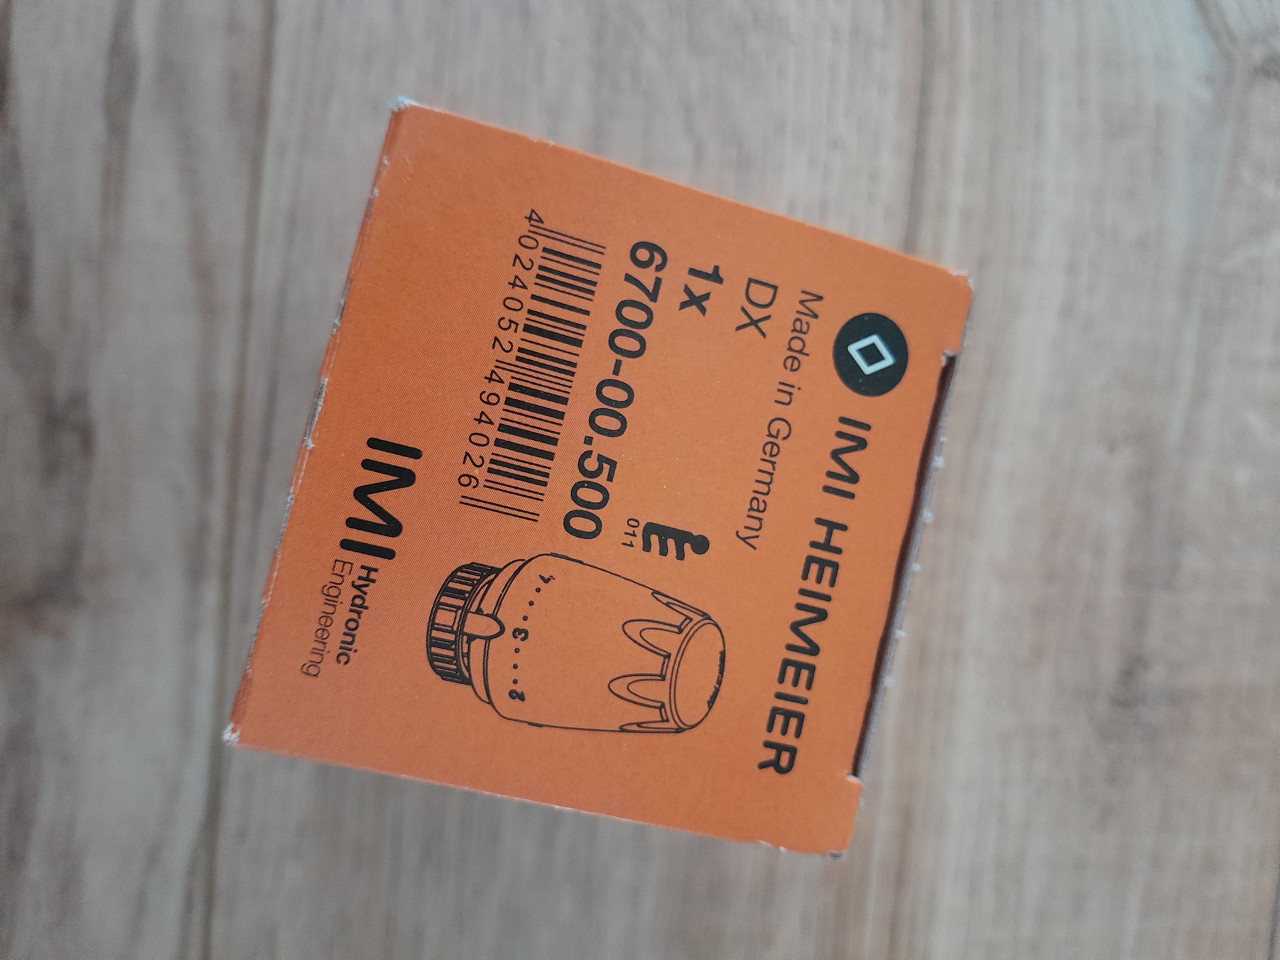 IMI HEIMEIER
Made in Germany
DX
1x
6700-00.500
011
4 024052 494026
2 3 4
IMI Hydronic
Engineering